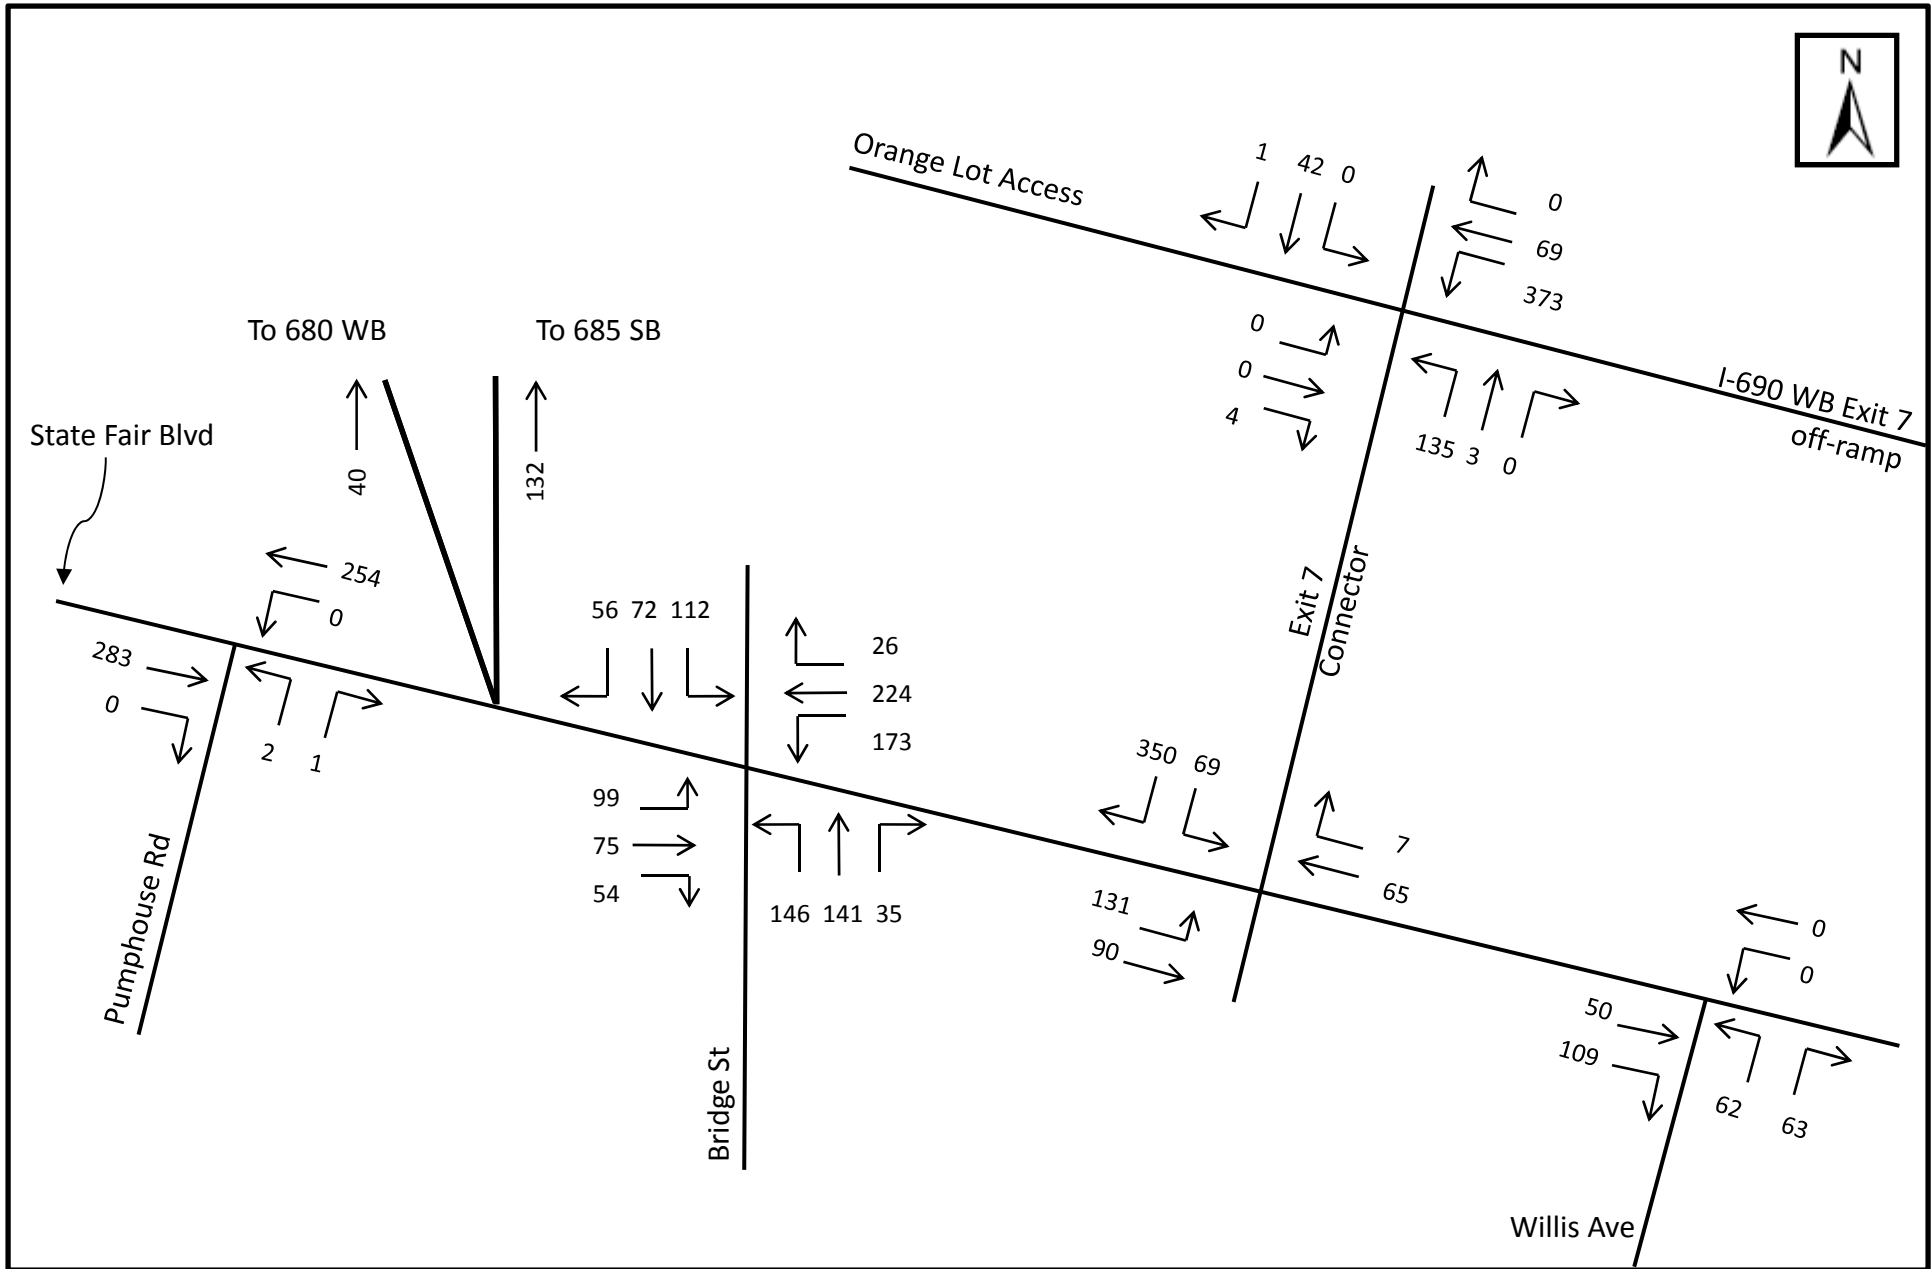 N
Orange Lot Access
1 42 0
0
69
373
0
0
4
135 3 0
I-690 WB Exit 7
off-ramp
To 680 WB
To 685 SB
40
132
State Fair Blvd
254
0
283
0
2 1
Pumphouse Rd
56 72 112
26
224
173
99
75
54
146 141 35
Bridge St
Exit 7
Connector
350 69
7
65
131
90
0
0
50
109
62 63
Willis Ave